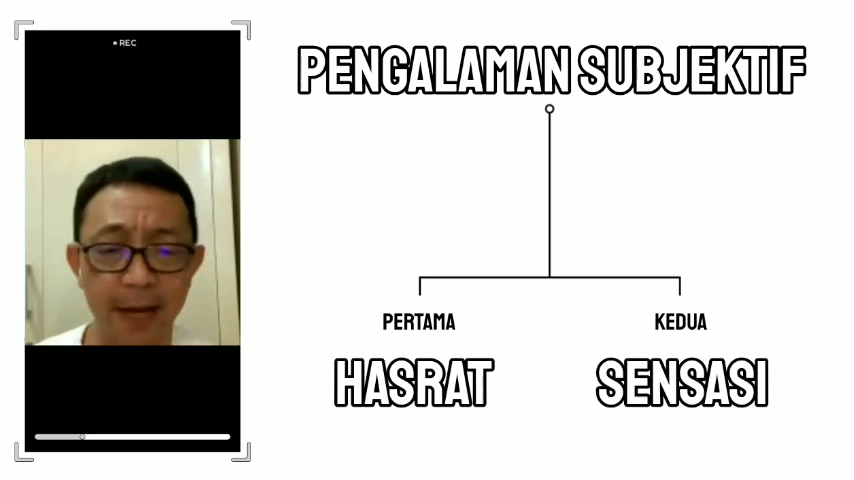 REC
PENGALAMAN SUBJEKTIF
PERTAMA
KEDUA
HASRAT
SENSASI